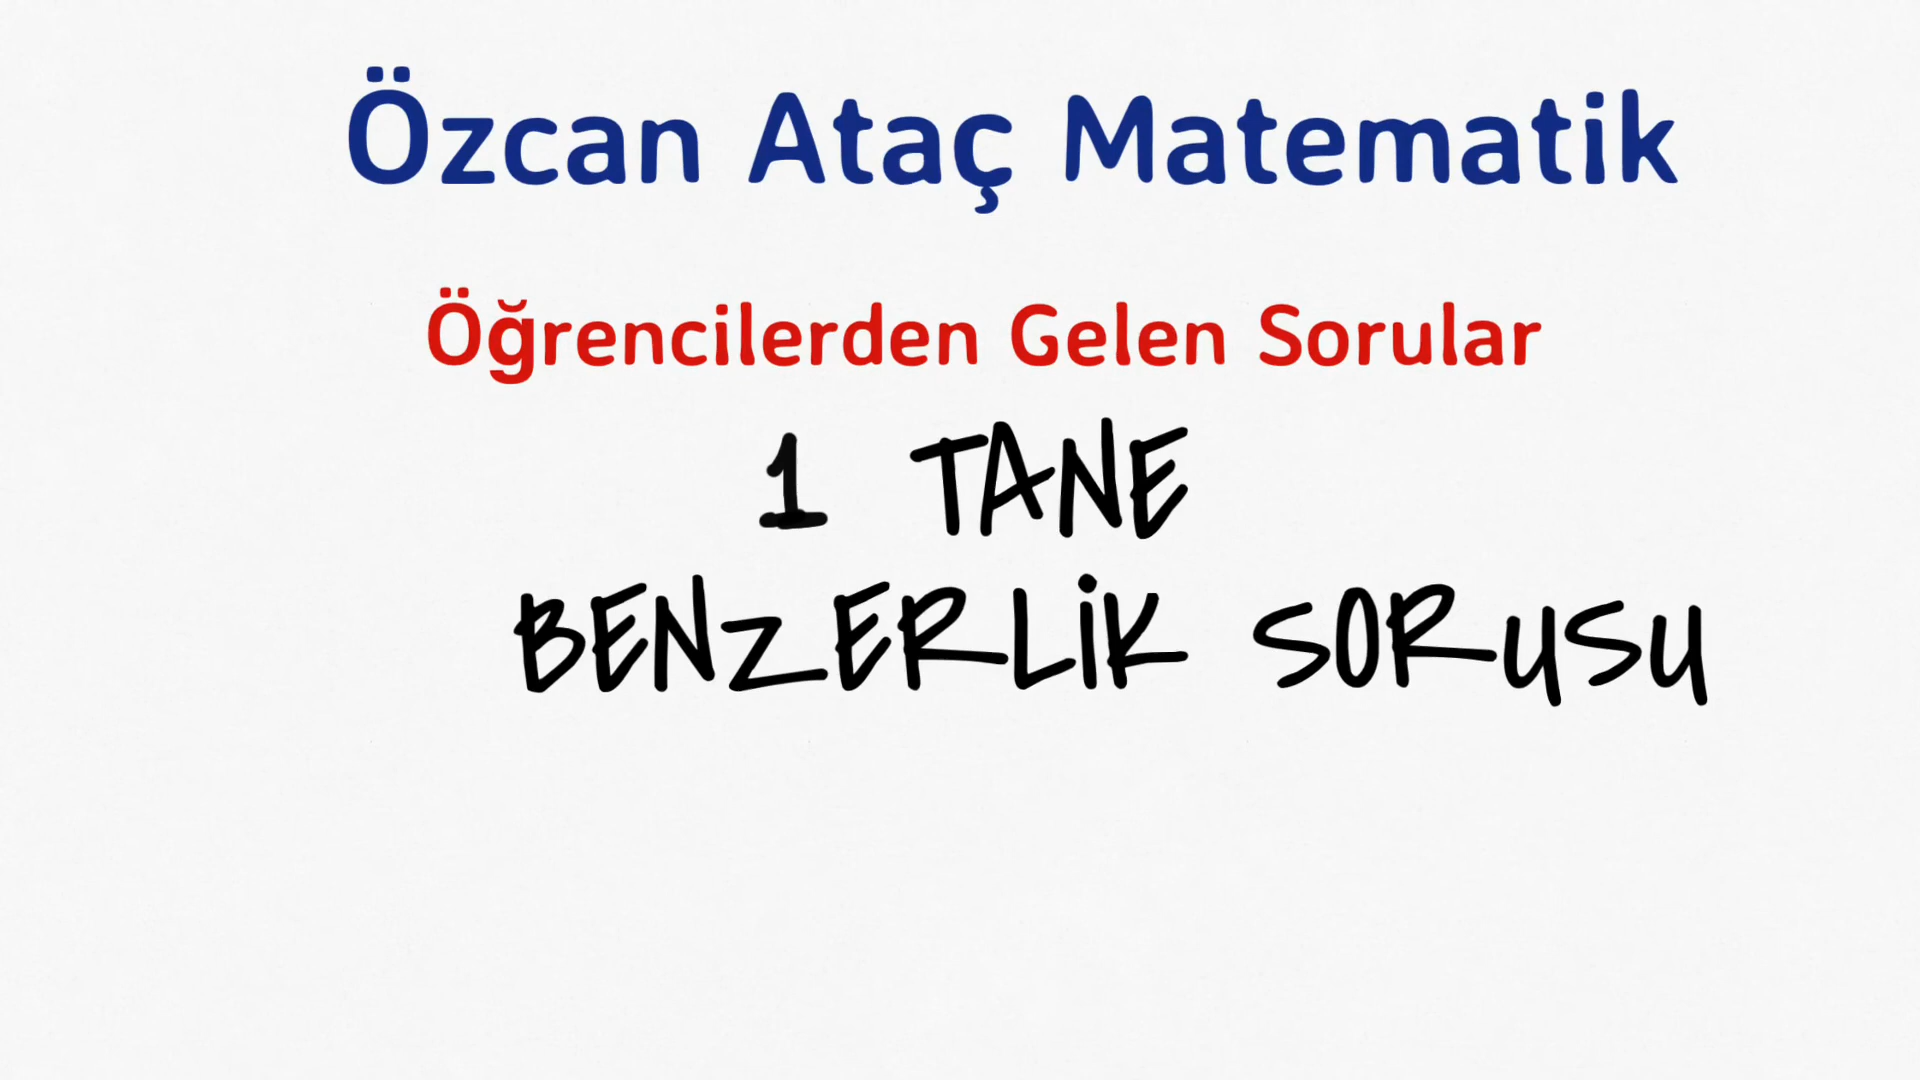 Özcan Ataç Matematik
Öğrencilerden Gelen Sorular
1 TANE
BENZERLİK SORUSU